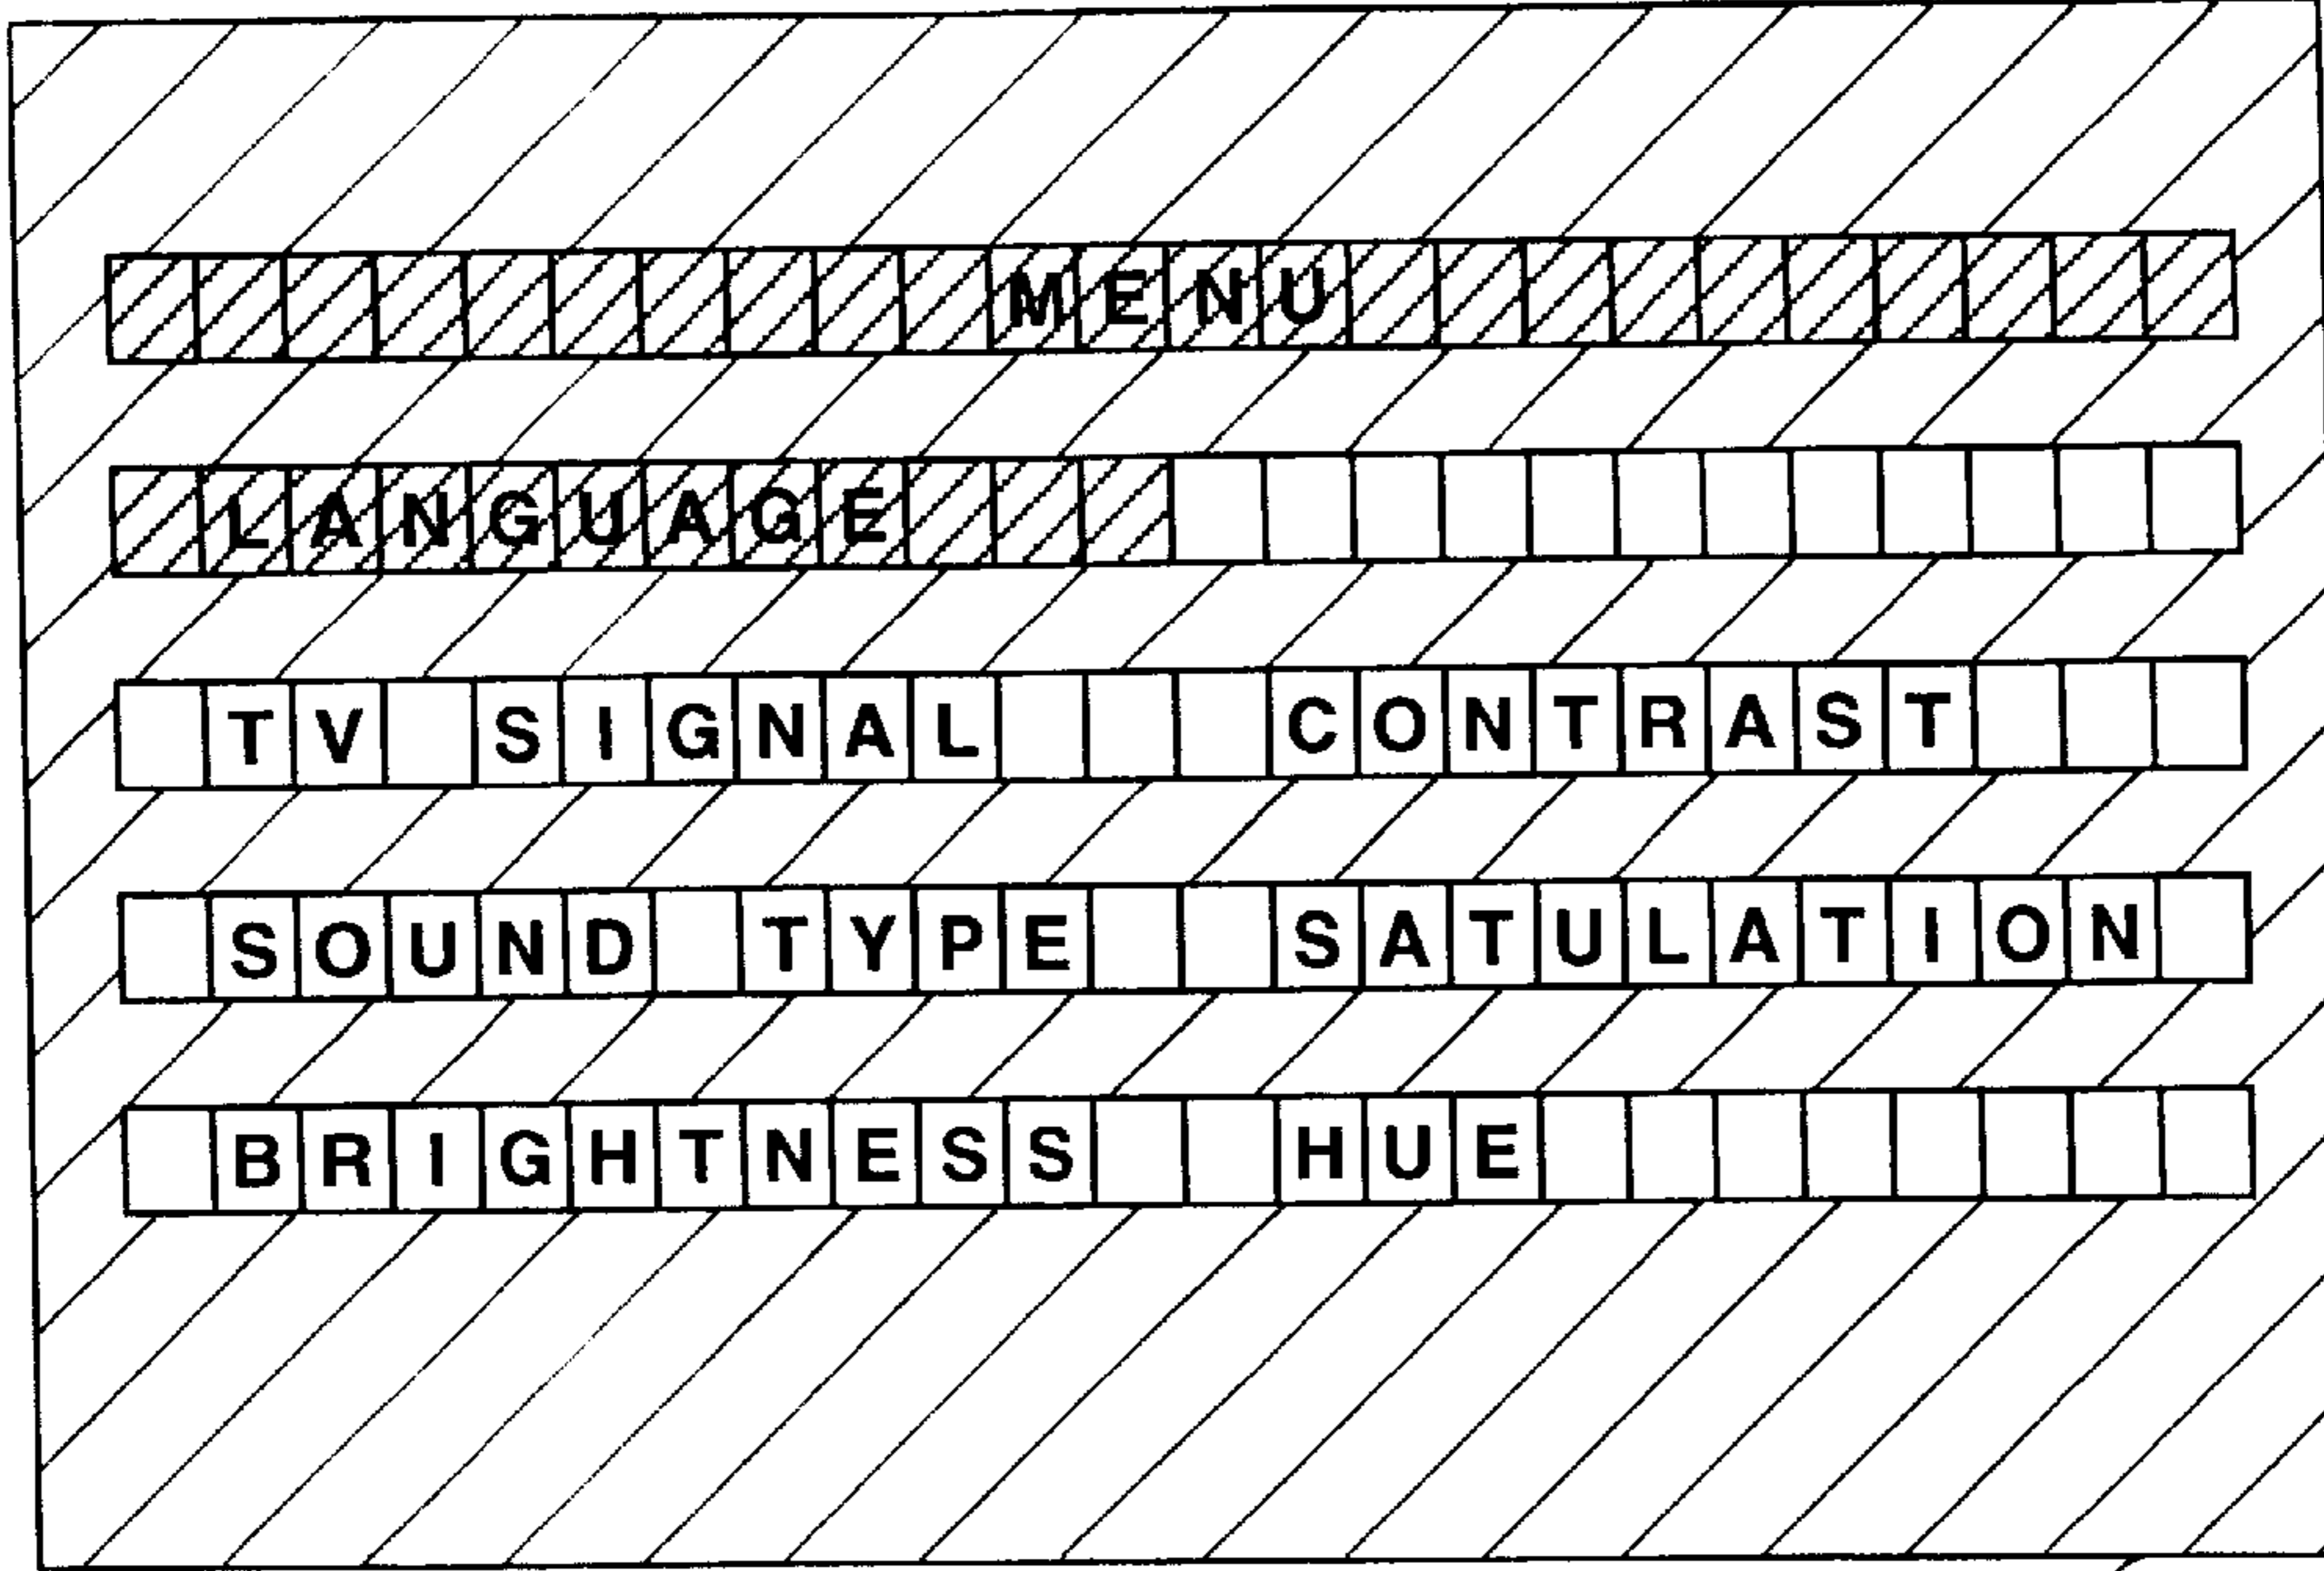 MENU
LANGUAGE
TV SIGNAL CONTRAST
SOUND TYPE SATULATION
BRIGHTNESS HUE